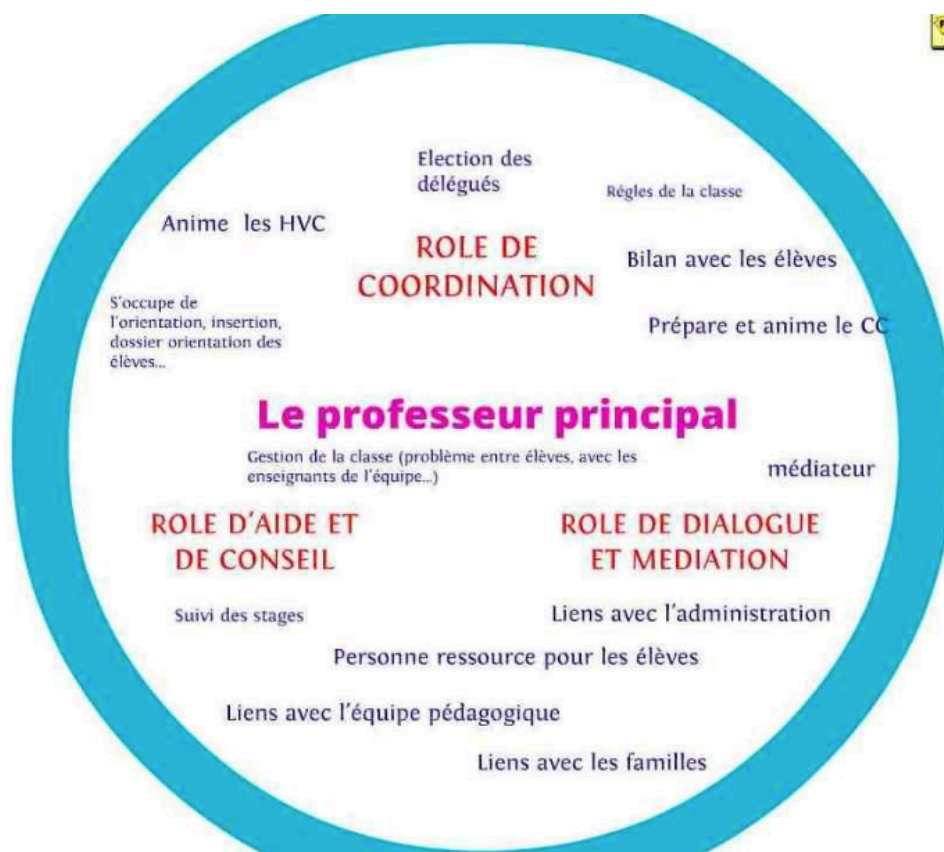 Election des
délégués
Régles de la classe
Anime les HVC
ROLE DE
COORDINATION
Bilan avec les élèves
S'occupe de
l'orientation, insertion,
dossier orientation des
élèves...
Prépare et anime le CC
Le professeur principal
Gestion de la classe (problème entre élèves, avec les
enseignants de l'équipe...)
médiateur
ROLE D'AIDE ET
DE CONSEIL
ROLE DE DIALOGUE
ET MEDIATION
Suivi des stages
Liens avec l'administration
Personne ressource pour les élèves
Liens avec l'équipe pédagogique
Liens avec les familles